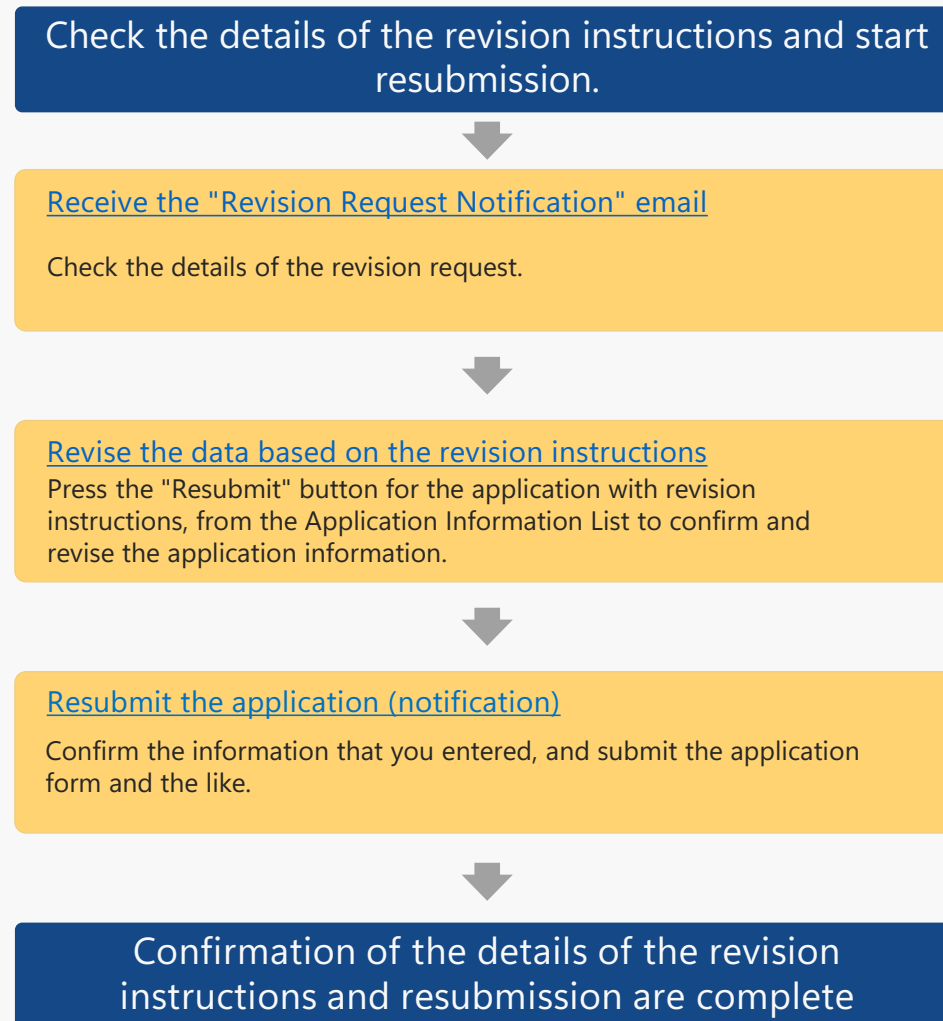 Check the details of the revision instructions and start
resubmission.
Receive the "Revision Request Notification" email
Check the details of the revision request.
Revise the data based on the revision instructions
Press the "Resubmit" button for the application with revision
instructions, from the Application Information List to confirm and
revise the application information.
Resubmit the application (notification)
Confirm the information that you entered, and submit the application
form and the like.
Confirmation of the details of the revision
instructions and resubmission are complete